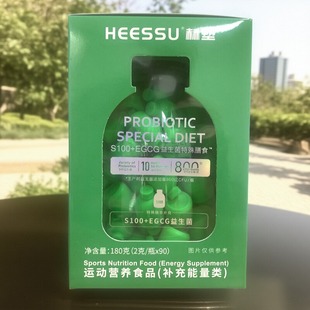 HEESSU® 赫塑
PROBIOTIC
SPECIAL DIET
S100+EGCG益生菌特殊膳食™
10
800
S100+EGCG益生菌
净含量:180克(2克/瓶x90)
图片仅供参考
Sports Nutrition Food (Energy Supplement)
运动营养食品(补充能量类)